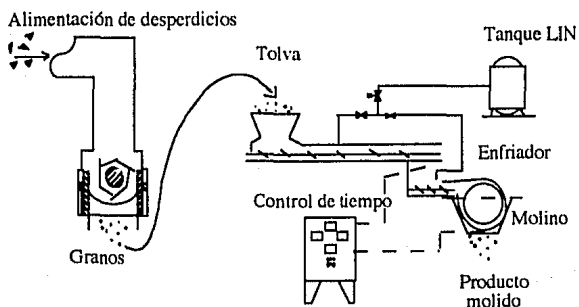 Alimentación de desperdicios
Tolva
Tanque LIN
Enfriador
Control de tiempo
Molino
Granos
Producto
molido